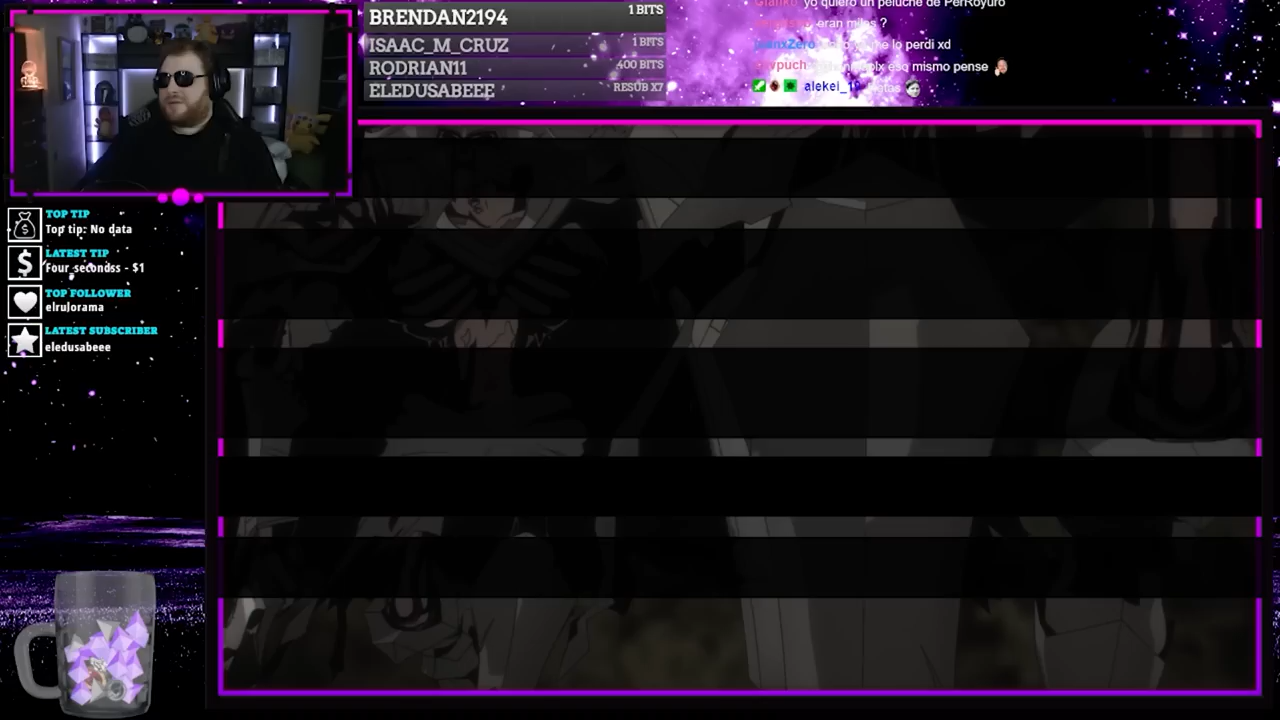 BRENDAN2194 1 BITS
ISAAC_M_CRUZ 1 BITS
RODRIAN11 400 BITS
ELEDUSABEEE RESUB X7
yo quiero un peluche de PerRoyuro
eran miles ?
me lo perdi xd
eso mismo pense
TOP TIP
Top tip: No data
LATEST TIP
Four secondss - $1
TOP FOLLOWER
elrulorama
LATEST SUBSCRIBER
eledusabeee